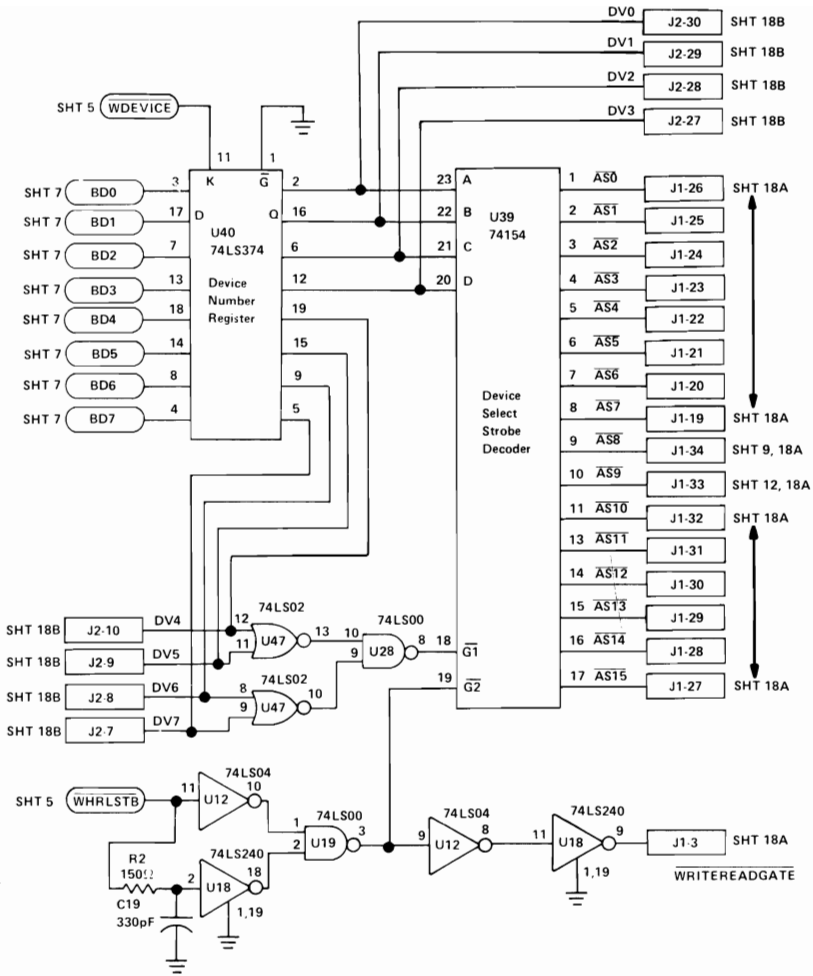 DV0 J2-30 SHT 18B
DV1 J2-29 SHT 18B
DV2 J2-28 SHT 18B
DV3 J2-27 SHT 18B
SHT 5 WDEVICE
11 1
K G
SHT 7 BD0 3 2 23 A 1 AS0 J1-26 SHT 18A
SHT 7 BD1 17 D Q 16 22 B 2 AS1 J1-25
U40
74LS374
U39
74154
SHT 7 BD2 7 6 21 C 3 AS2 J1-24
SHT 7 BD3 13 12 20 D 4 AS3 J1-23
Device
Number
Register
SHT 7 BD4 18 19 5 AS4 J1-22
SHT 7 BD5 14 15 6 AS5 J1-21
SHT 7 BD6 8 9 7 AS6 J1-20
SHT 7 BD7 4 5 8 AS7 J1-19 SHT 18A
Device
Select
Strobe
Decoder
9 AS8 J1-34 SHT 9, 18A
10 AS9 J1-33 SHT 12, 18A
11 AS10 J1-32 SHT 18A
13 AS11 J1-31
14 AS12 J1-30
15 AS13 J1-29
16 AS14 J1-28
17 AS15 J1-27 SHT 18A
74LS02
74LS00
SHT 18B J2-10 DV4 12
U47 13 10 U28 8 18 G1
SHT 18B J2-9 DV5 11 9
74LS02
19 G2
SHT 18B J2-8 DV6 8
U47 10
SHT 18B J2-7 DV7 9
74LS04
SHT 5 WHRLSTB 11 U12 10
74LS00
1 U19 3
2
74LS04
9 U12 8
74LS240
11 U18 9 J1-3 SHT 18A
1,19
WRITEREADGATE
R2
150Ω
74LS240
2 U18 18
1,19
C19
330pF